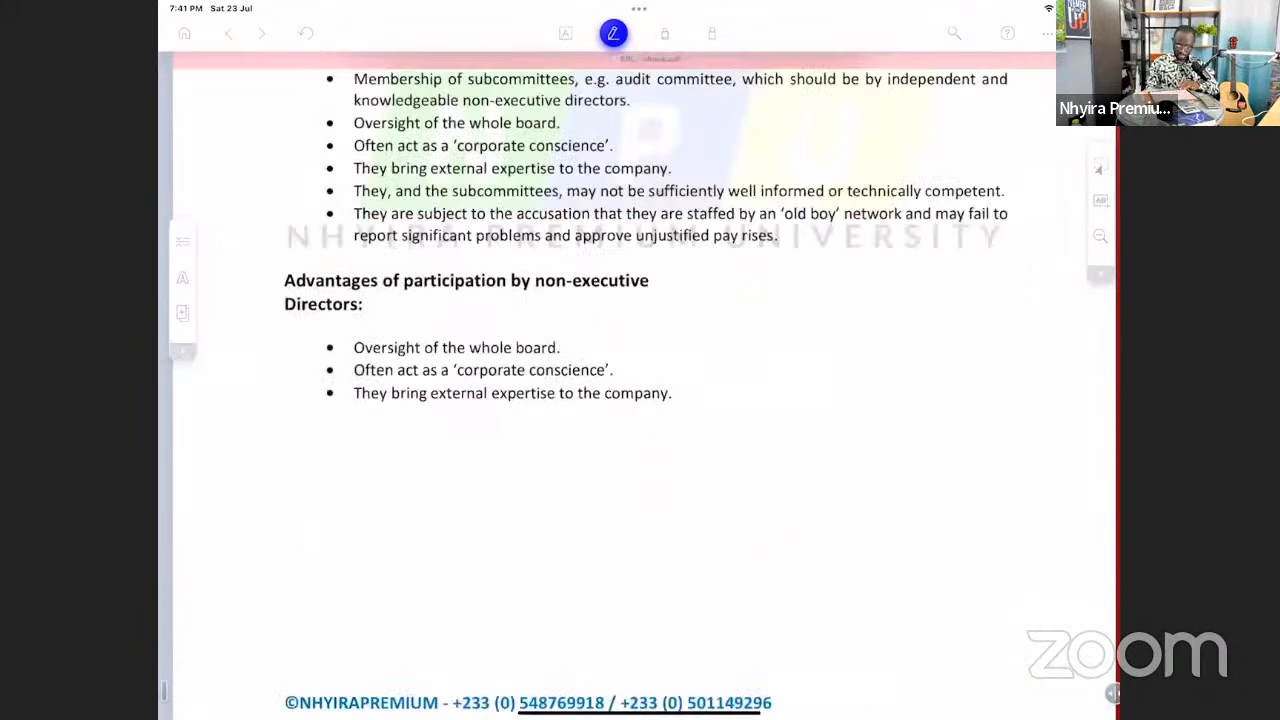 7:41 PM Sat 23 Jul
Nhyira Premiu...
Membership of subcommittees, e.g. audit committee, which should be by independent and
knowledgeable non-executive directors.
Oversight of the whole board.
Often act as a ‘corporate conscience’.
They bring external expertise to the company.
They, and the subcommittees, may not be sufficiently well informed or technically competent.
They are subject to the accusation that they are staffed by an ‘old boy’ network and may fail to
report significant problems and approve unjustified pay rises.
NHYIRA PREMIUM UNIVERSITY
Advantages of participation by non-executive
Directors:
Oversight of the whole board.
Often act as a ‘corporate conscience’.
They bring external expertise to the company.
zoom
©NHYIRAPREMIUM - +233 (0) 548769918 / +233 (0) 501149296